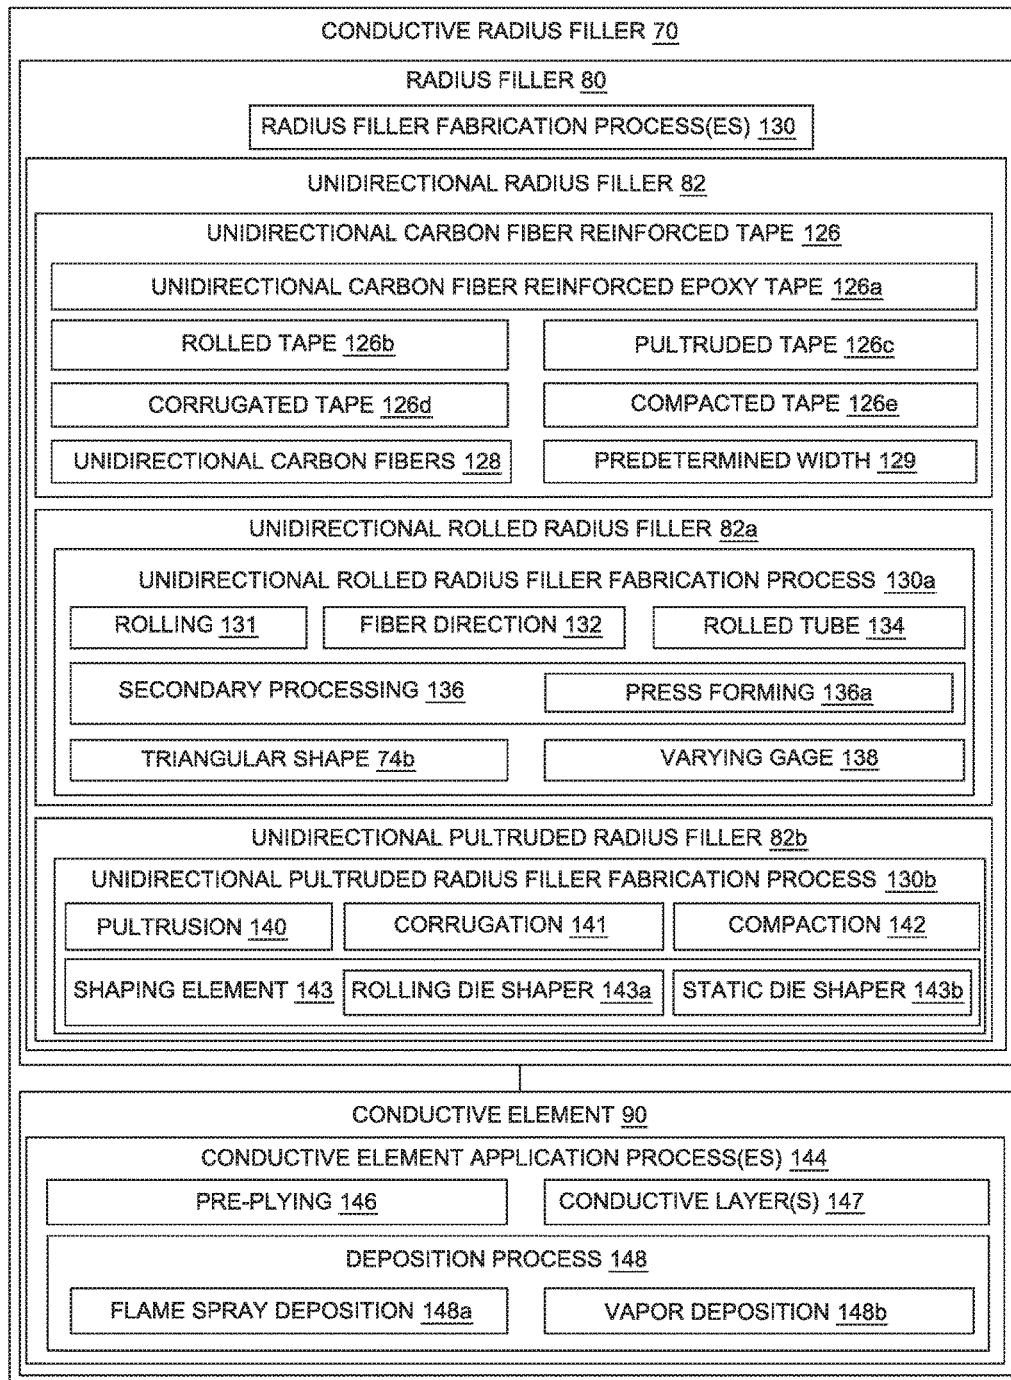 CONDUCTIVE RADIUS FILLER 70
RADIUS FILLER 80
RADIUS FILLER FABRICATION PROCESS(ES) 130
UNIDIRECTIONAL RADIUS FILLER 82
UNIDIRECTIONAL CARBON FIBER REINFORCED TAPE 126
UNIDIRECTIONAL CARBON FIBER REINFORCED EPOXY TAPE 126a
ROLLED TAPE 126b
PULTRUDED TAPE 126c
CORRUGATED TAPE 126d
COMPACTED TAPE 126e
UNIDIRECTIONAL CARBON FIBERS 128
PREDETERMINED WIDTH 129
UNIDIRECTIONAL ROLLED RADIUS FILLER 82a
UNIDIRECTIONAL ROLLED RADIUS FILLER FABRICATION PROCESS 130a
ROLLING 131
FIBER DIRECTION 132
ROLLED TUBE 134
SECONDARY PROCESSING 136
PRESS FORMING 136a
TRIANGULAR SHAPE 74b
VARYING GAGE 138
UNIDIRECTIONAL PULTRUDED RADIUS FILLER 82b
UNIDIRECTIONAL PULTRUDED RADIUS FILLER FABRICATION PROCESS 130b
PULTRUSION 140
CORRUGATION 141
COMPACTION 142
SHAPING ELEMENT 143
ROLLING DIE SHAPER 143a
STATIC DIE SHAPER 143b
CONDUCTIVE ELEMENT 90
CONDUCTIVE ELEMENT APPLICATION PROCESS(ES) 144
PRE-PLYING 146
CONDUCTIVE LAYER(S) 147
DEPOSITION PROCESS 148
FLAME SPRAY DEPOSITION 148a
VAPOR DEPOSITION 148b